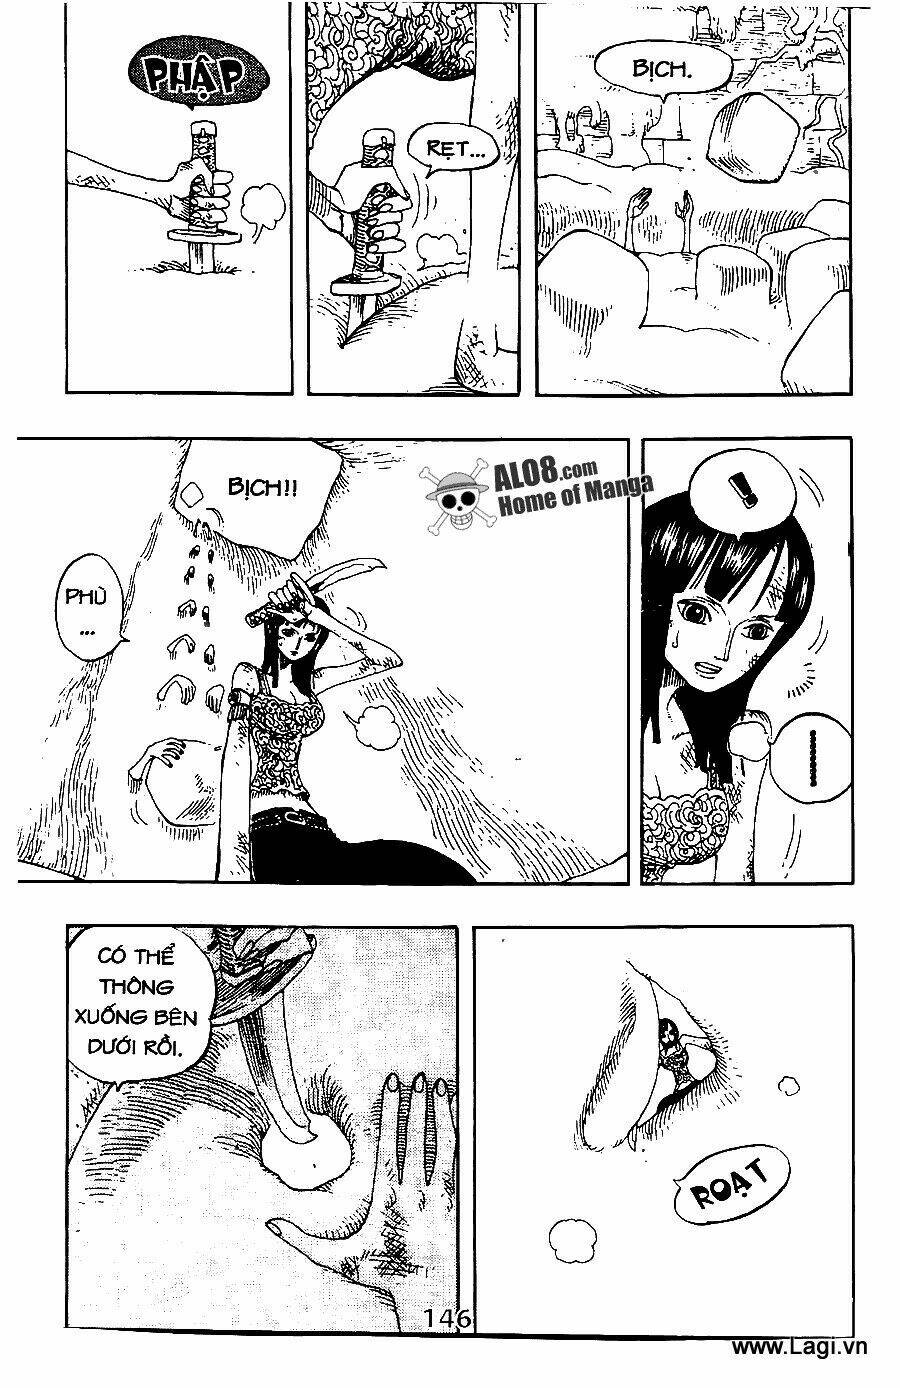 PHẬP
RẸT...
BỊCH.
BỊCH!!
PHÙ
...
AL08.com
Home of Manga
!!
CÓ THỂ
THÔNG
XUỐNG BÊN
DƯỚI RỒI.
ROẠT
146
www.Lagi.vn